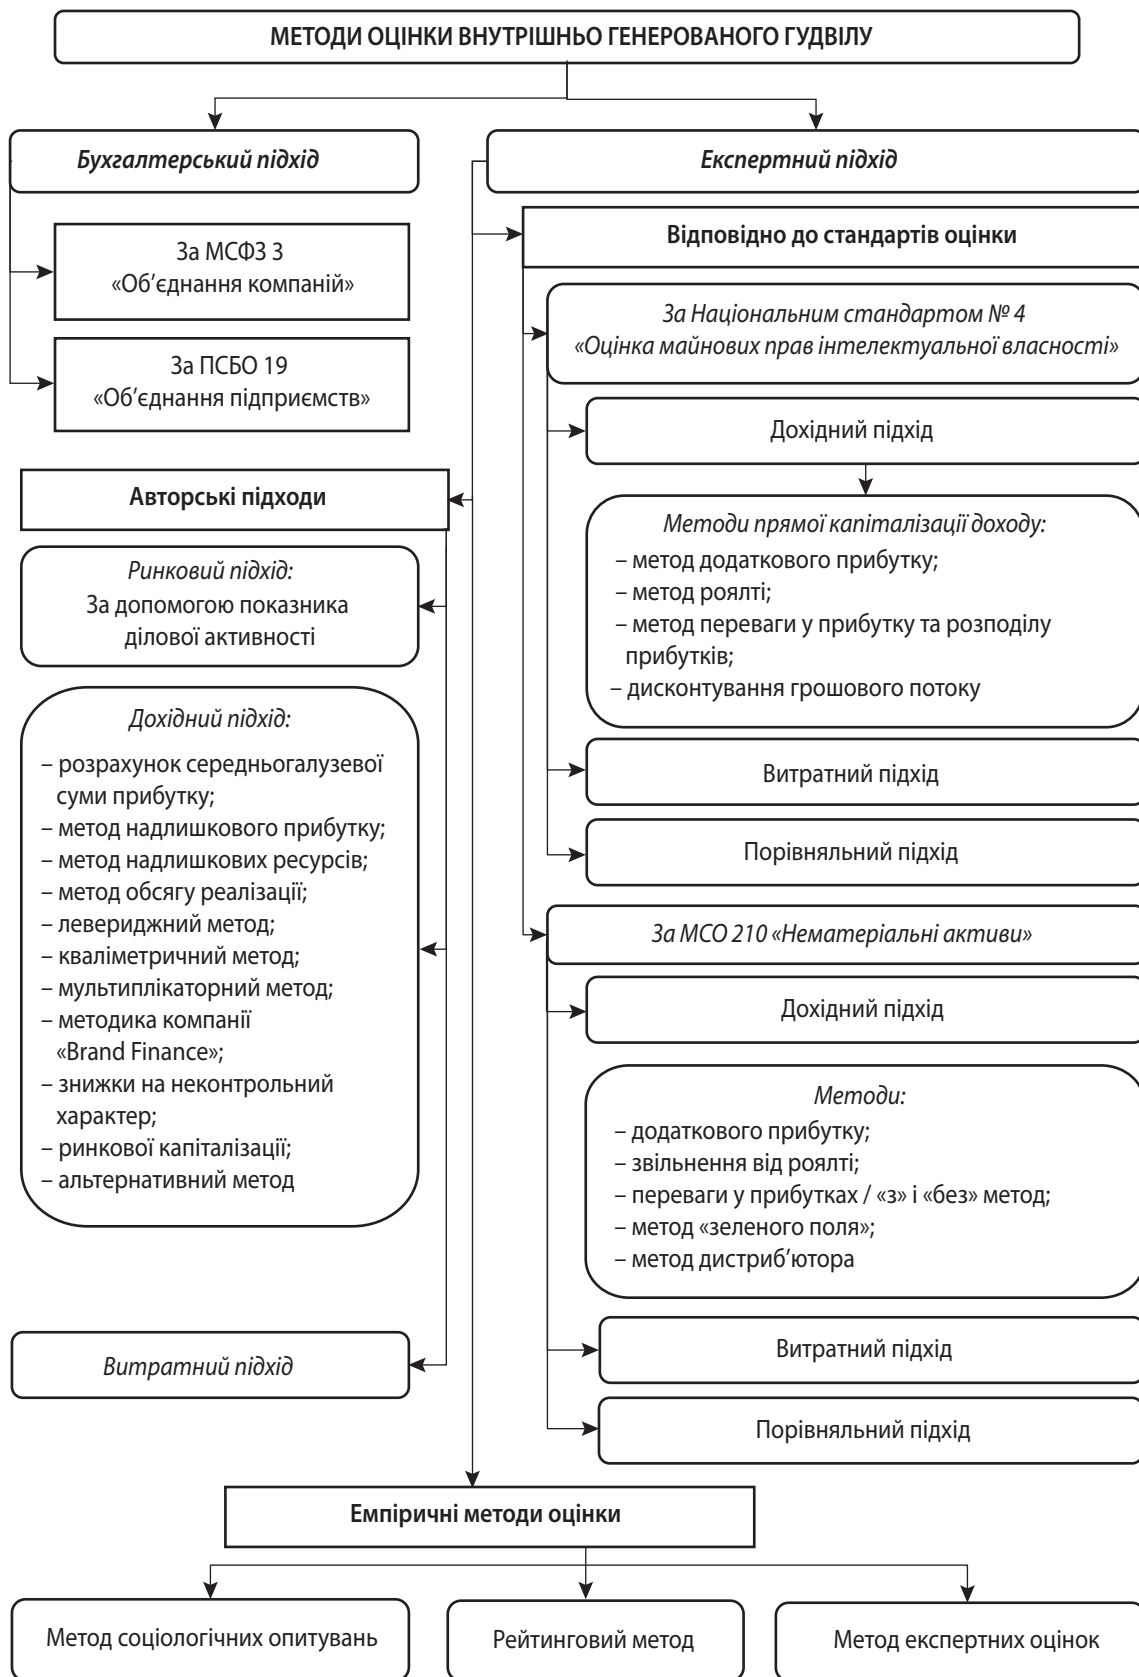 МЕТОДИ ОЦІНКИ ВНУТРІШНЬО ГЕНЕРОВАНОГО ГУДВІЛУ
Бухгалтерський підхід
За МСФЗ 3
«Об’єднання компаній»
За ПСБО 19
«Об’єднання підприємств»
Експертний підхід
Відповідно до стандартів оцінки
За Національним стандартом № 4
«Оцінка майнових прав інтелектуальної власності»
Дохідний підхід
Методи прямої капіталізації доходу:
– метод додаткового прибутку;
– метод роялті;
– метод переваги у прибутку та розподілу
прибутків;
– дисконтування грошового потоку
Витратний підхід
Порівняльний підхід
За МСО 210 «Нематеріальні активи»
Дохідний підхід
Методи:
– додаткового прибутку;
– звільнення від роялті;
– переваги у прибутках / «з» і «без» метод;
– метод «зеленого поля»;
– метод дистриб’ютора
Витратний підхід
Порівняльний підхід
Авторські підходи
Ринковий підхід:
За допомогою показника
ділової активності
Дохідний підхід:
– розрахунок середньогалузевої
суми прибутку;
– метод надлишкового прибутку;
– метод надлишкових ресурсів;
– метод обсягу реалізації;
– левериджний метод;
– кваліметричний метод;
– мультиплікаторний метод;
– методика компанії
«Brand Finance»;
– знижки на неконтрольний
характер;
– ринкової капіталізації;
– альтернативний метод
Витратний підхід
Емпіричні методи оцінки
Метод соціологічних опитувань
Рейтинговий метод
Метод експертних оцінок